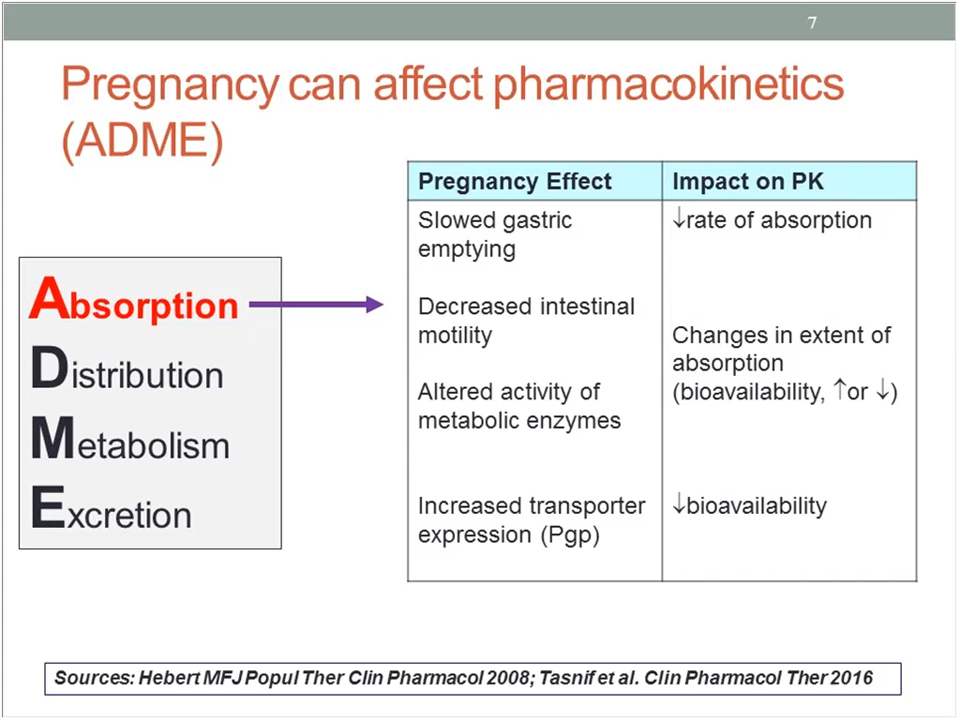 7
Pregnancy can affect pharmacokinetics
(ADME)
Absorption
Distribution
Metabolism
Excretion
Pregnancy Effect
Impact on PK
Slowed gastric
emptying
↓rate of absorption
Decreased intestinal
motility
Altered activity of
metabolic enzymes
Changes in extent of
absorption
(bioavailability, ↑or ↓)
Increased transporter
expression (Pgp)
↓bioavailability
Sources: Hebert MFJ Popul Ther Clin Pharmacol 2008; Tasnif et al. Clin Pharmacol Ther 2016